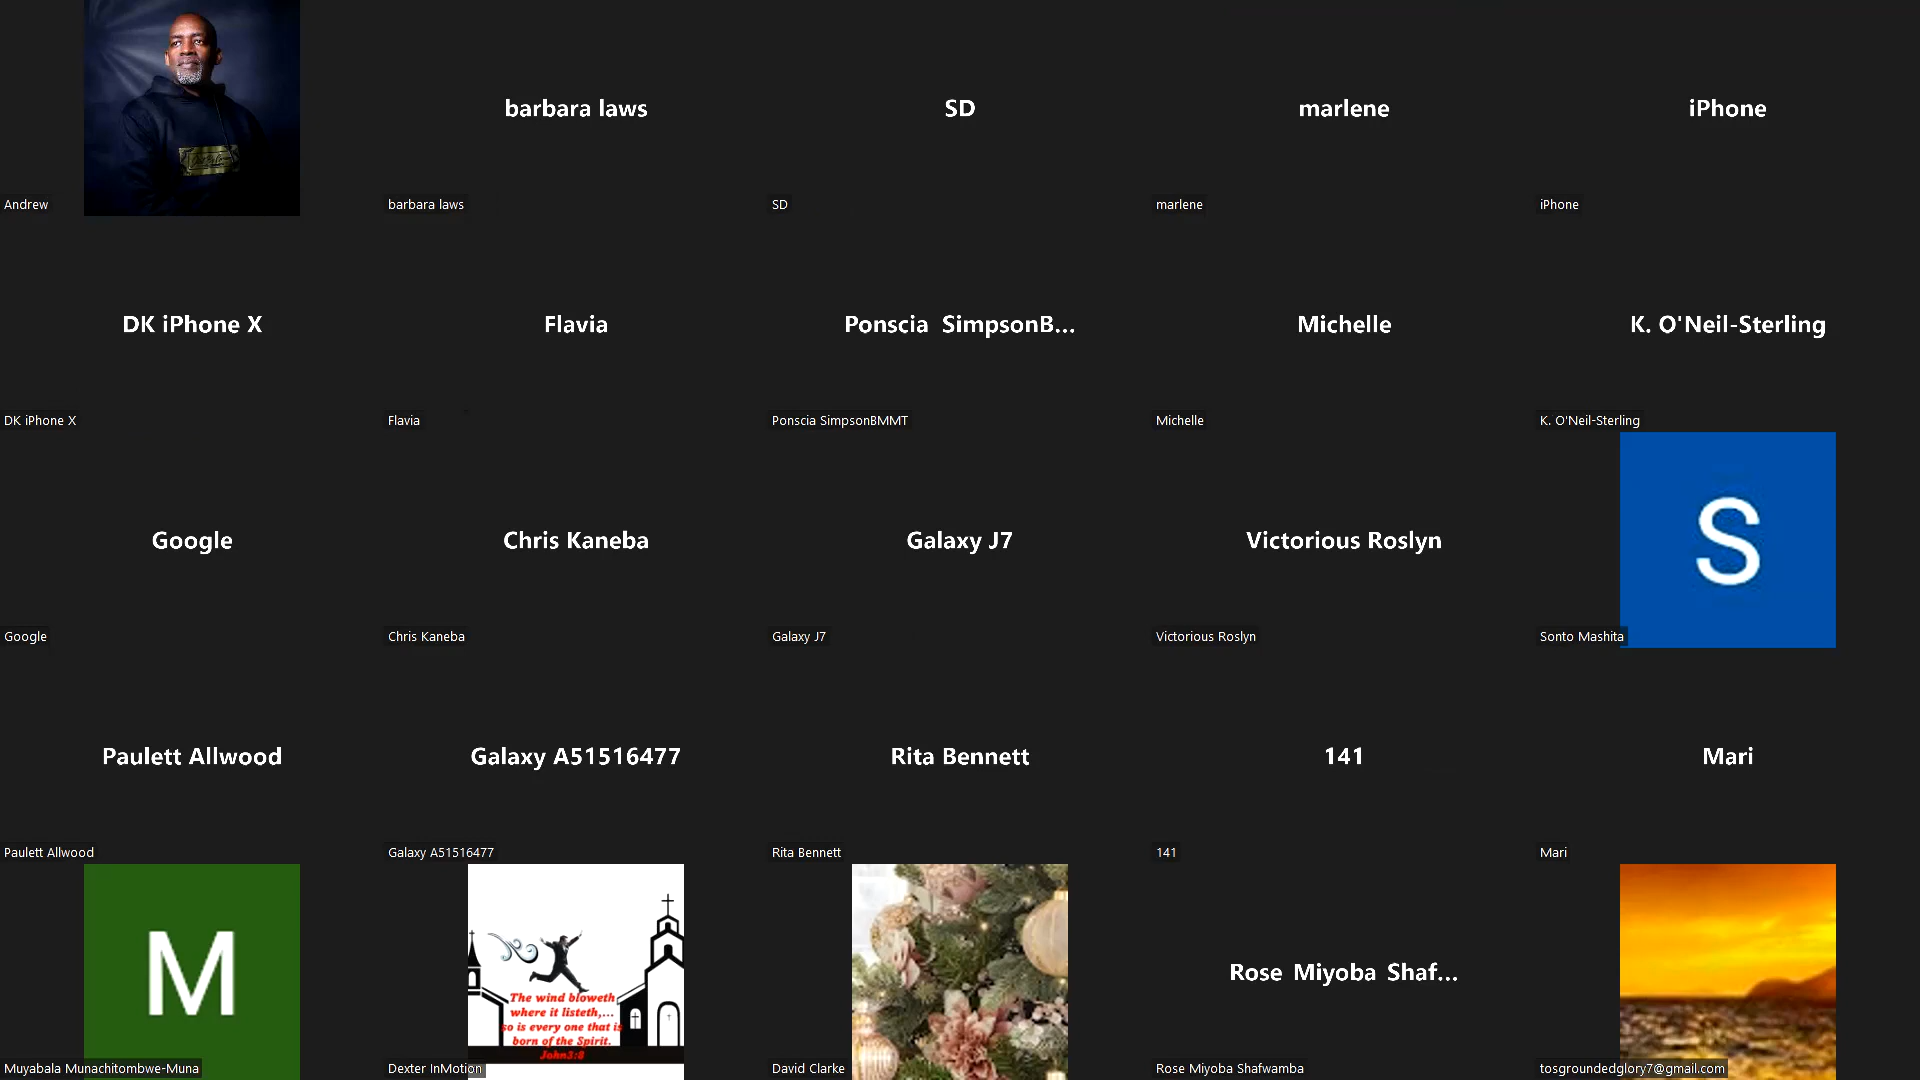 barbara laws
SD
marlene
iPhone
Andrew
barbara laws
SD
marlene
iPhone
DK iPhone X
Flavia
Ponscia SimpsonB...
Michelle
K. O'Neil-Sterling
DK iPhone X
Flavia
Ponscia SimpsonBMMT
Michelle
K. O'Neil-Sterling
Google
Chris Kaneba
Galaxy J7
Victorious Roslyn
S
Google
Chris Kaneba
Galaxy J7
Victorious Roslyn
Sonto Mashita
Paulett Allwood
Galaxy A51516477
Rita Bennett
141
Mari
Paulett Allwood
Galaxy A51516477
Rita Bennett
141
Mari
M
The wind bloweth
where it listeth,...
so is every one that is
born of the Spirit.
John3:8
Rose Miyoba Shaf...
Muyabala Munachitombwe-Muna
Dexter InMotion
David Clarke
Rose Miyoba Shafwamba
tosgroundedglory7@gmail.com